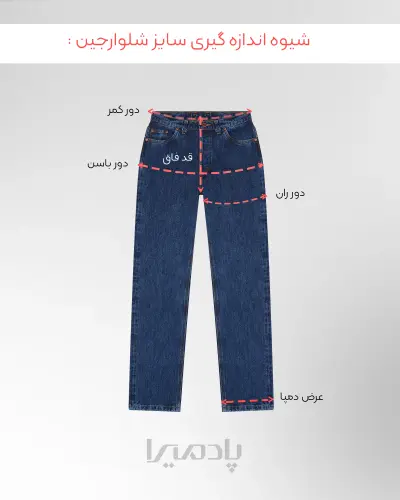 شیوه اندازه گیری سایز شلوارجین :
دور کمر
قد فاق
دور باسن
دور ران
عرض دمپا
پادمیرا